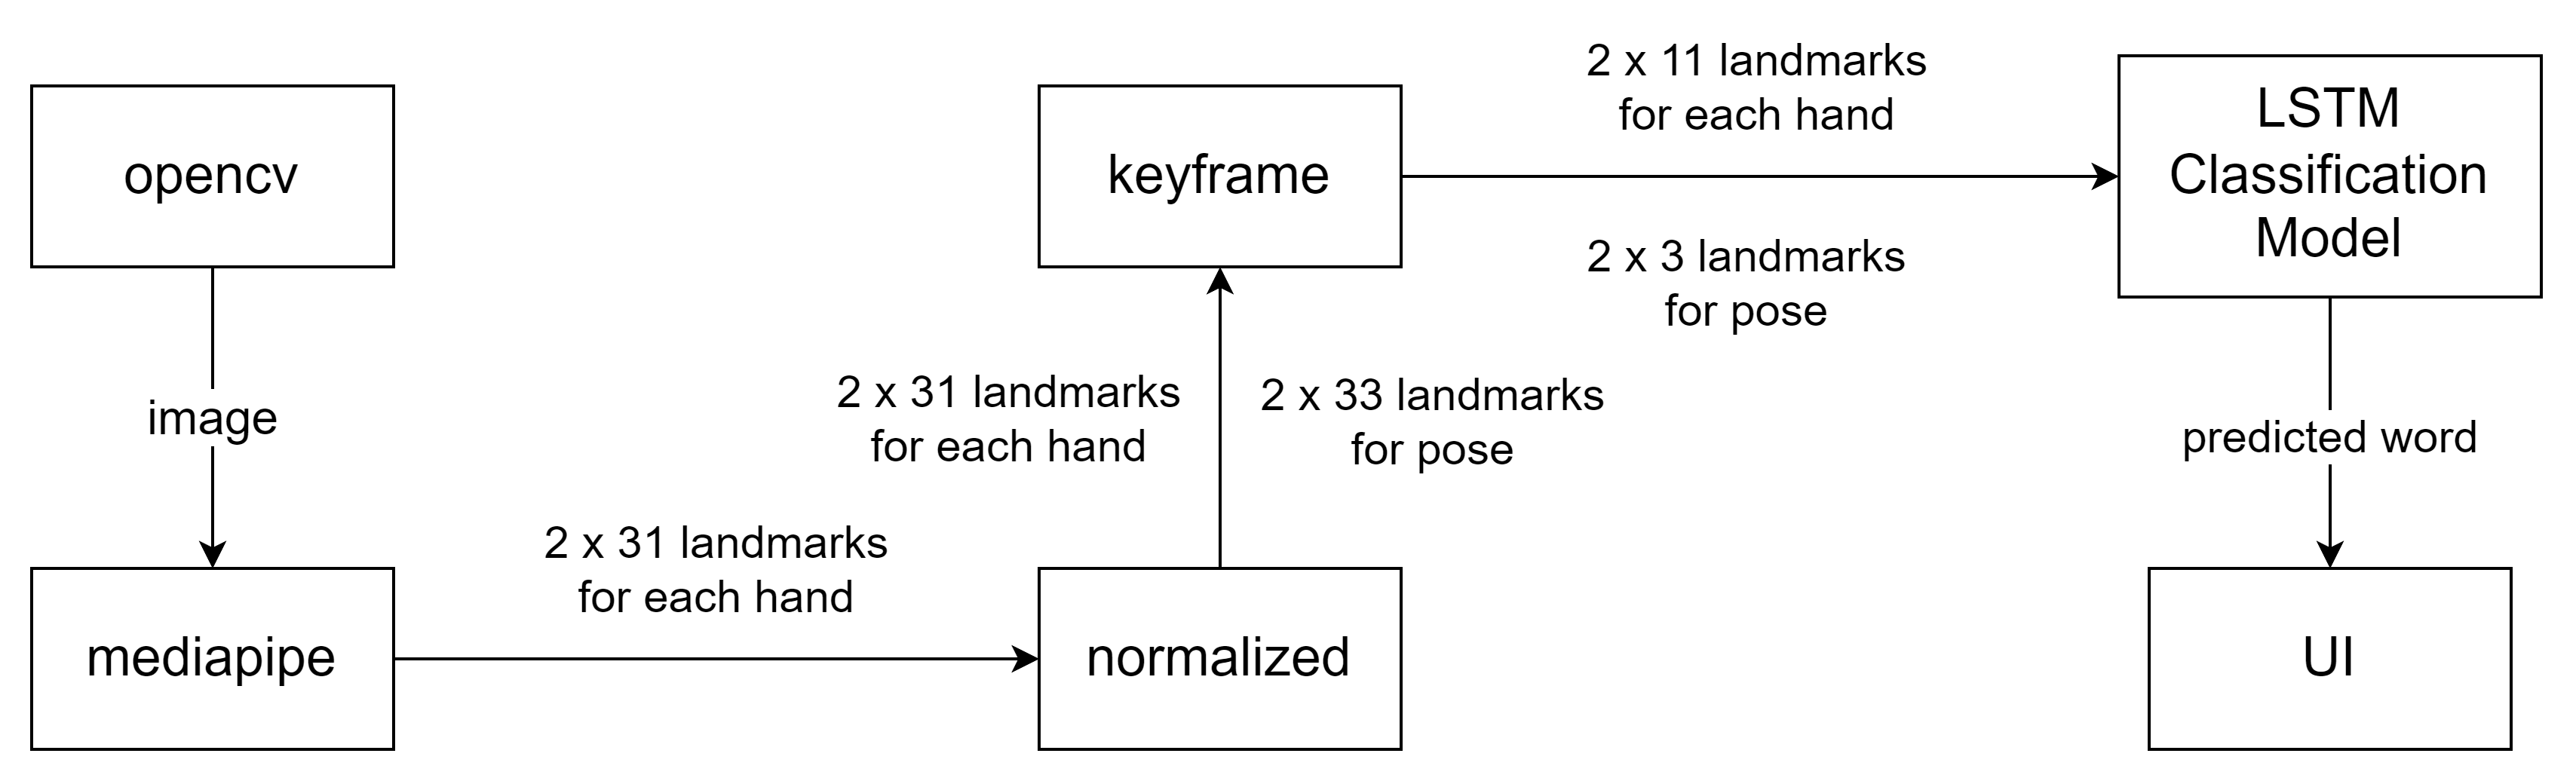 opencv
image
mediapipe
2 x 31 landmarks
for each hand
normalized
2 x 31 landmarks
for each hand
2 x 33 landmarks
for pose
keyframe
2 x 11 landmarks
for each hand
2 x 3 landmarks
for pose
LSTM
Classification
Model
predicted word
UI